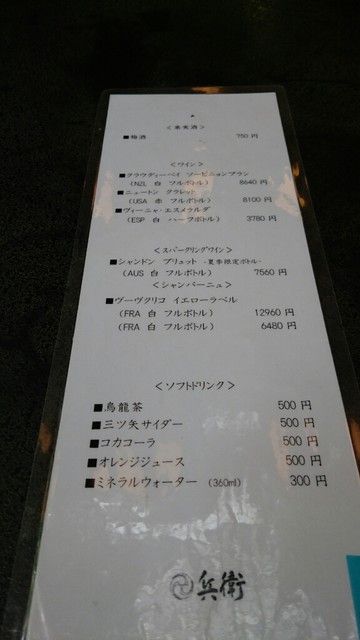 <果実酒>
■梅酒 750 円
<ワイン>
■クラウディーベイ ソービニョンブラン
(NZL 白 フルボトル) 8640 円
■ニュートン クラレット
(USA 赤 フルボトル) 8100 円
■ヴィーニャ・エスメラルダ
(ESP 白 ハーフボトル) 3780 円
<スパークリングワイン>
■シャンドン ブリュット -夏季限定ボトル-
(AUS 白 フルボトル) 7560 円
<シャンパーニュ>
■ヴーヴクリコ イエローラベル
(FRA 白 フルボトル) 12960 円
(FRA 白 フルボトル) 6480 円
<ソフトドリンク>
■烏龍茶 500 円
■三ツ矢サイダー 500 円
■コカコーラ 500 円
■オレンジジュース 500 円
■ミネラルウォーター (360ml) 300 円
兵衛